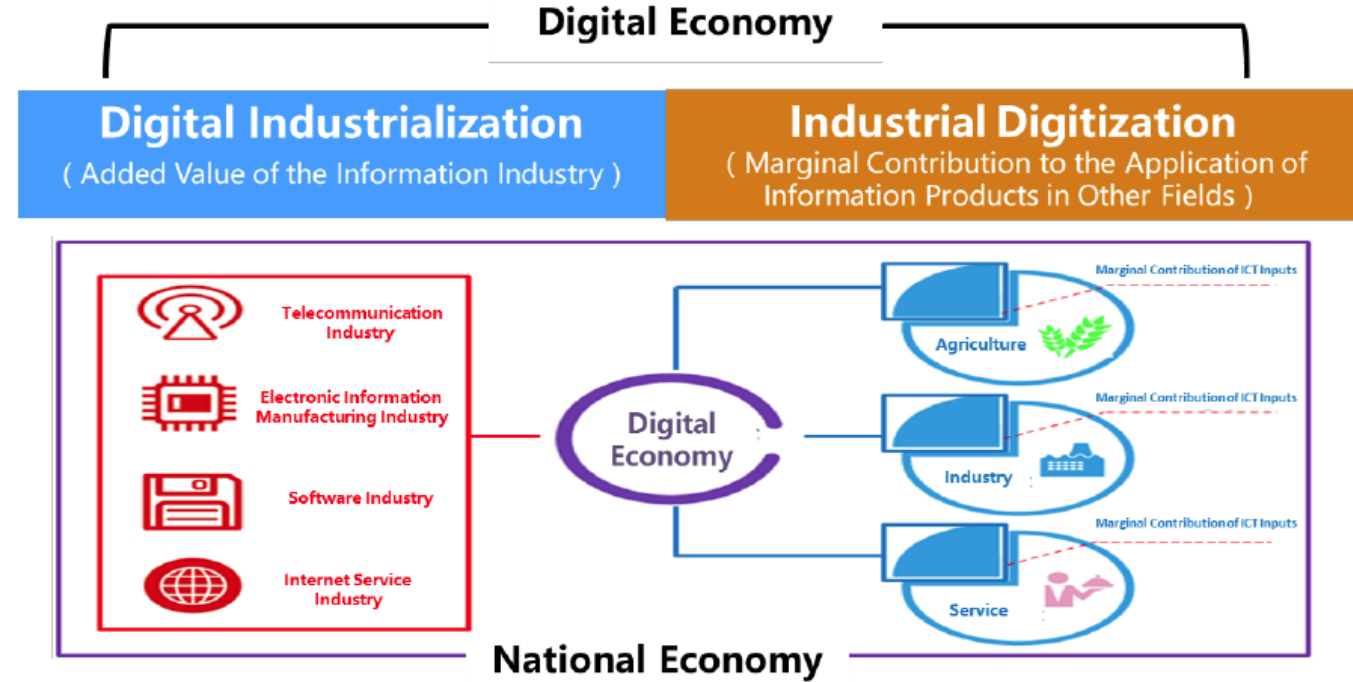 Digital Economy
Digital Industrialization
( Added Value of the Information Industry )
Industrial Digitization
( Marginal Contribution to the Application of
Information Products in Other Fields )
Telecommunication
Industry
Electronic Information
Manufacturing Industry
Software Industry
Internet Service
Industry
Digital
Economy
Marginal Contribution of ICT Inputs
Agriculture
Marginal Contribution of ICT Inputs
Industry
Marginal Contribution of ICT Inputs
Service
National Economy